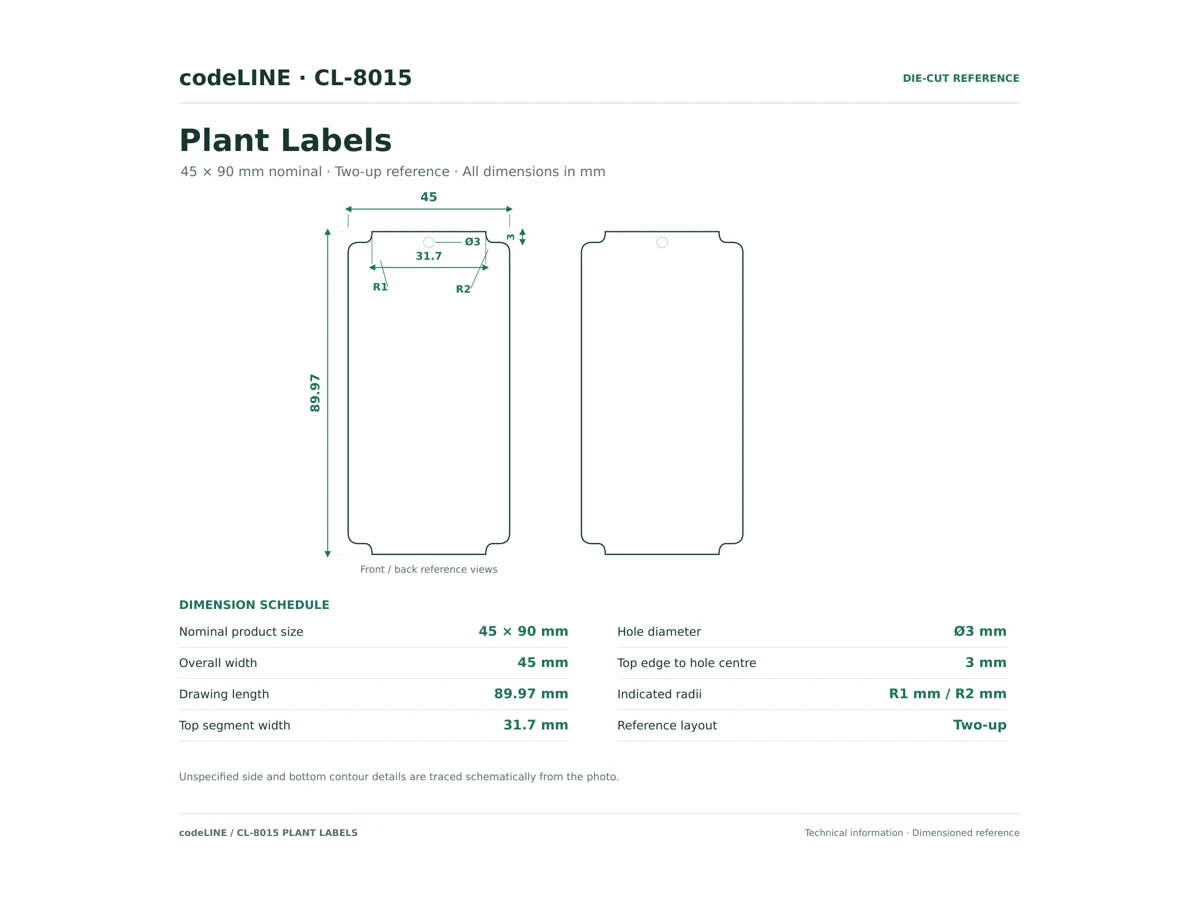 codeLINE · CL-8015
DIE-CUT REFERENCE
Plant Labels
45 × 90 mm nominal · Two-up reference · All dimensions in mm
45
Ø3
3
31.7
R1
R2
89.97
Front / back reference views
DIMENSION SCHEDULE
Nominal product size 45 × 90 mm
Overall width 45 mm
Drawing length 89.97 mm
Top segment width 31.7 mm
Hole diameter Ø3 mm
Top edge to hole centre 3 mm
Indicated radii R1 mm / R2 mm
Reference layout Two-up
Unspecified side and bottom contour details are traced schematically from the photo.
codeLINE / CL-8015 PLANT LABELS
Technical information · Dimensioned reference